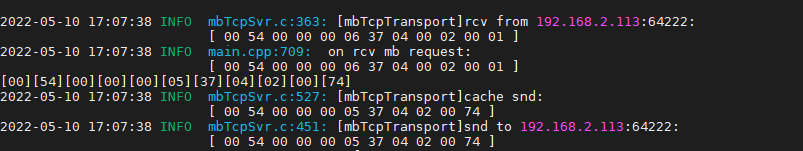 2022-05-10 17:07:38 INFO  mbTcpSvr.c:363: [mbTcpTransport]rcv from 192.168.2.113:64222:
[ 00 54 00 00 00 06 37 04 00 02 00 01 ]
2022-05-10 17:07:38 INFO  main.cpp:709:  on rcv mb request:
[ 00 54 00 00 00 06 37 04 00 02 00 01 ]
[00][54][00][00][00][05][37][04][02][00][74]
2022-05-10 17:07:38 INFO  mbTcpSvr.c:527: [mbTcpTransport]cache snd:
[ 00 54 00 00 00 05 37 04 02 00 74 ]
2022-05-10 17:07:38 INFO  mbTcpSvr.c:451: [mbTcpTransport]snd to 192.168.2.113:64222:
[ 00 54 00 00 00 05 37 04 02 00 74 ]